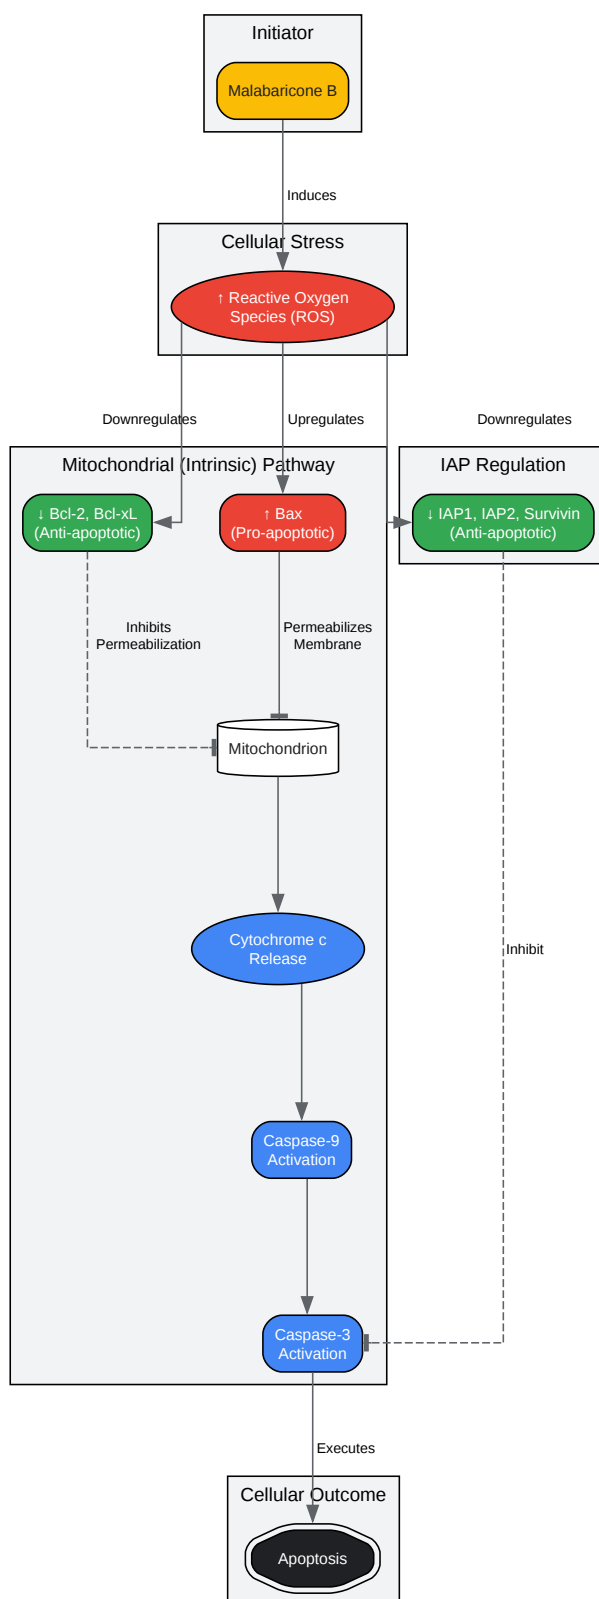 Initiator
Malabaricone B
Induces
Cellular Stress
↑ Reactive Oxygen
Species (ROS)
Downregulates
Upregulates
Downregulates
Mitochondrial (Intrinsic) Pathway
IAP Regulation
↓ Bcl-2, Bcl-xL
(Anti-apoptotic)
↑ Bax
(Pro-apoptotic)
↓ IAP1, IAP2, Survivin
(Anti-apoptotic)
Inhibits
Permeabilization
Permeabilizes
Membrane
Mitochondrion
Cytochrome c
Release
Inhibit
Caspase-9
Activation
Caspase-3
Activation
Executes
Cellular Outcome
Apoptosis